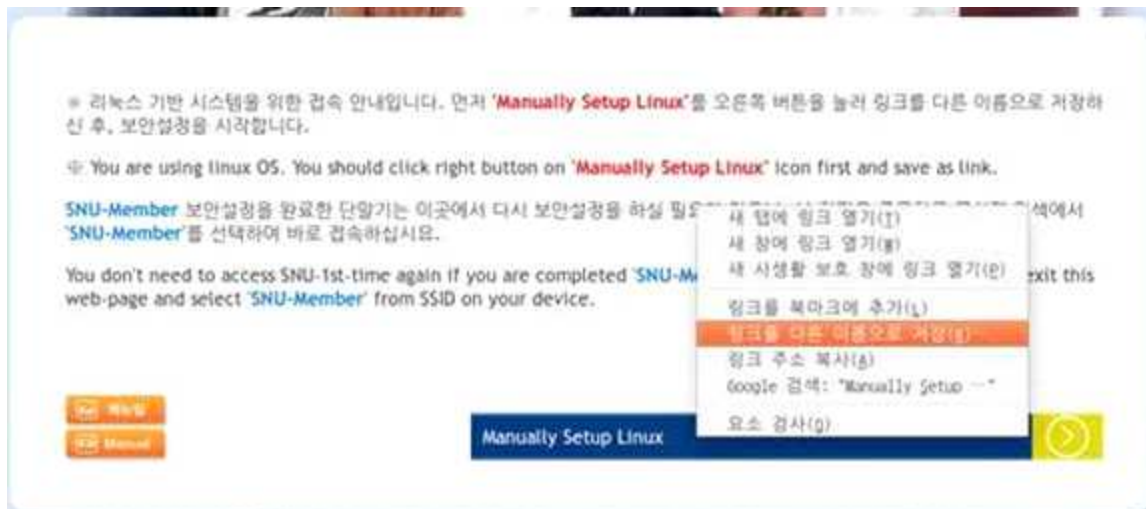 ※ 리눅스 기반 시스템을 위한 접속 안내입니다. 먼저 'Manually Setup Linux'를 오른쪽 버튼을 눌러 링크를 다른 이름으로 저장하
신 후, 보안설정을 시작합니다.
※ You are using linux OS. You should click right button on 'Manually Setup Linux' icon first and save as link.
SNU-Member 보안설정을 완료한 단말기는 이곳에서 다시 보안설정을 하실 필요
'SNU-Member'를 선택하여 바로 접속하십시요.
You don't need to access SNU-1st-time again if you are completed 'SNU-M exit this
web-page and select 'SNU-Member' from SSID on your device.
새 탭에 링크 열기(T)
새 창에 링크 열기(W)
새 사생활 보호 창에 링크 열기(P)
링크를 북마크에 추가(L)
링크를 다른 이름으로 저장(k)…
링크 주소 복사(A)
Google 검색: "Manually Setup …"
요소 검사(Q)
매뉴얼
Manual
Manually Setup Linux